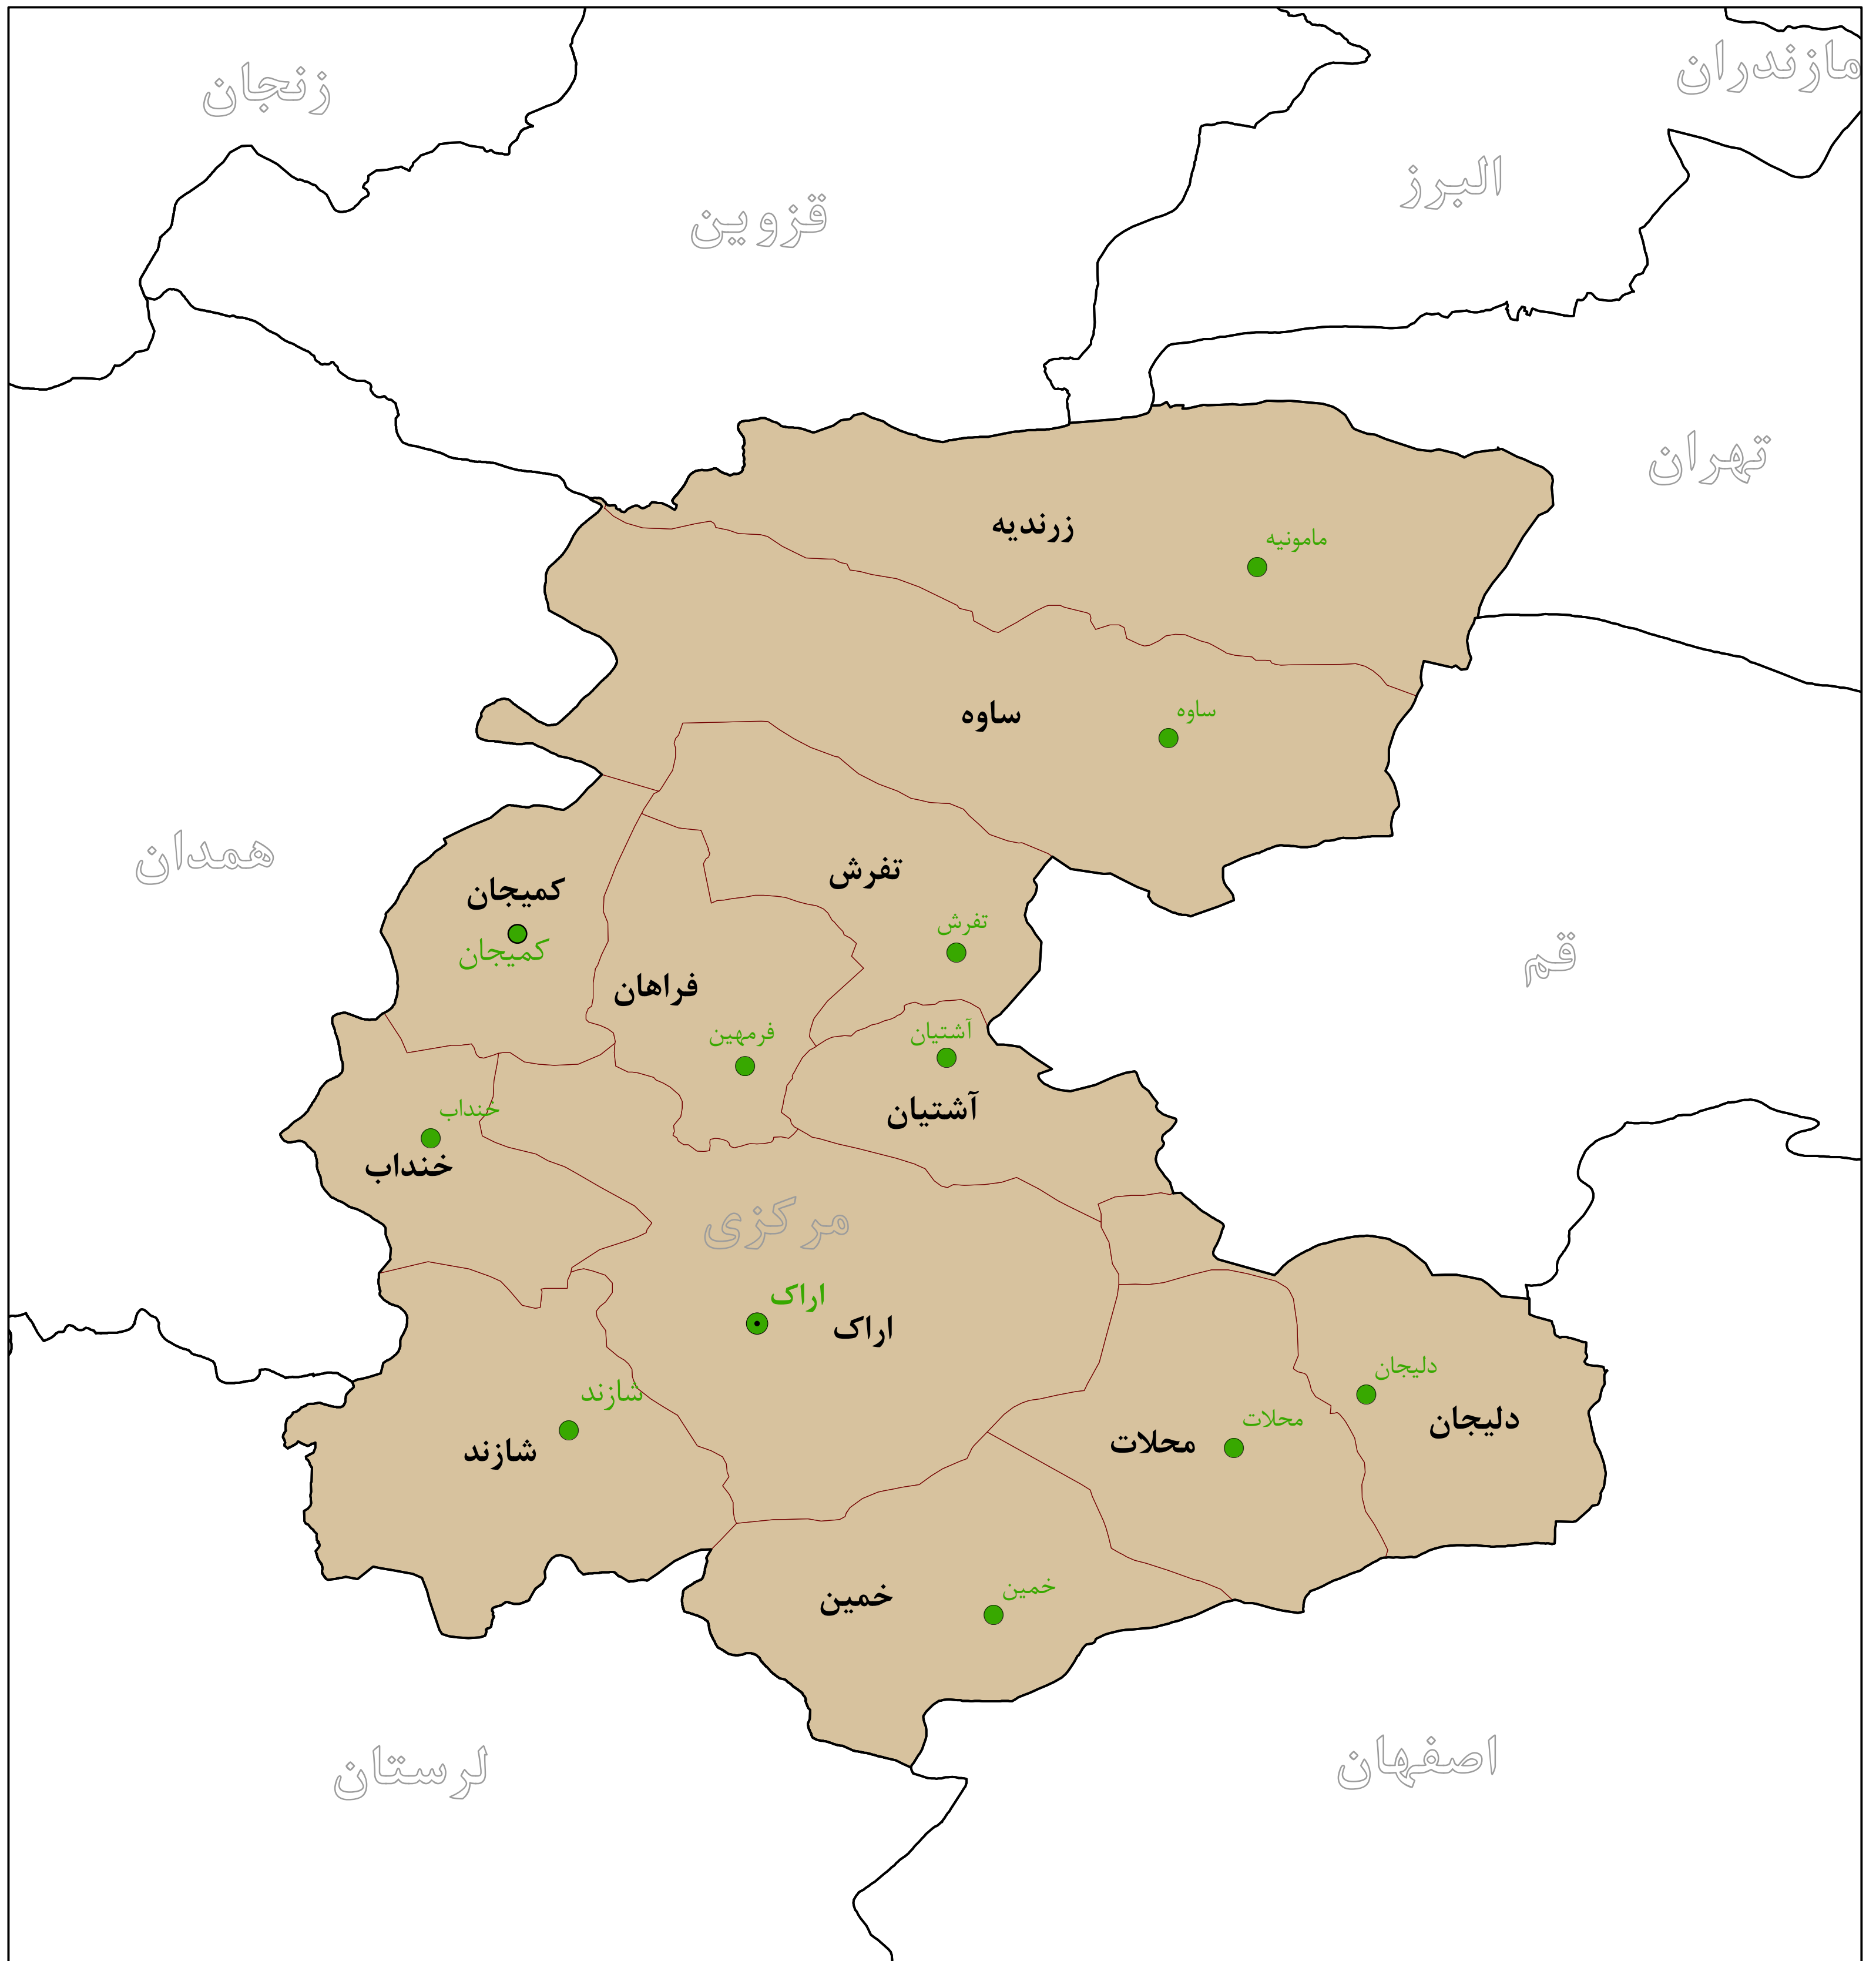 مازندران
زنجان
البرز
قزوین
تهران
زرندیه
مامونیه
ساوه
ساوه
همدان
تفرش
کمیجان
تفرش
کمیجان
قم
فراهان
آشتیان
فرمهین
آشتیان
خنداب
خنداب
مرکزی
اراک
اراک
دلیجان
شازند
محلات
دلیجان
محلات
شازند
خمین
خمین
اصفهان
لرستان